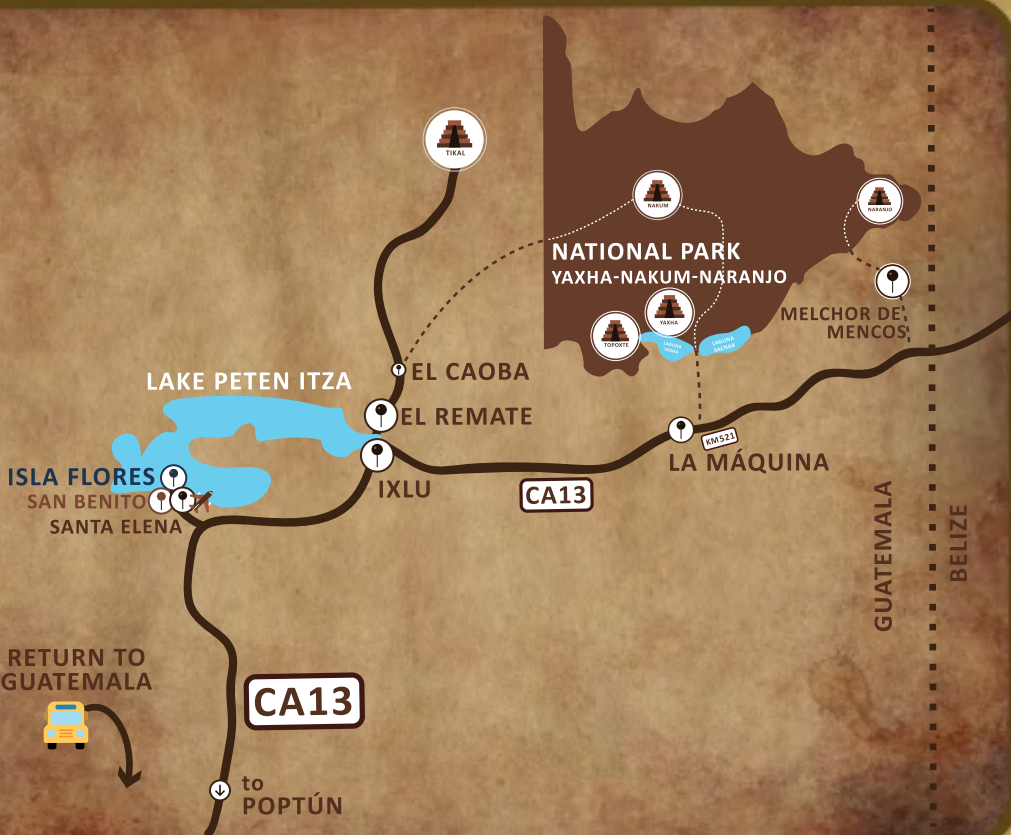 TIKAL
NAKUM
NARANJO
NATIONAL PARK
YAXHA-NAKUM-NARANJO
YAXHA
TOPOXTE
LAGUNA
YAXHA
LAGUNA
SACNAB
MELCHOR DE
MENCOS
EL CAOBA
LAKE PETEN ITZA
EL REMATE
KM521
LA MÁQUINA
ISLA FLORES
IXLU
CA13
SAN BENITO
SANTA ELENA
GUATEMALA
BELIZE
RETURN TO
GUATEMALA
CA13
to
POPTÚN